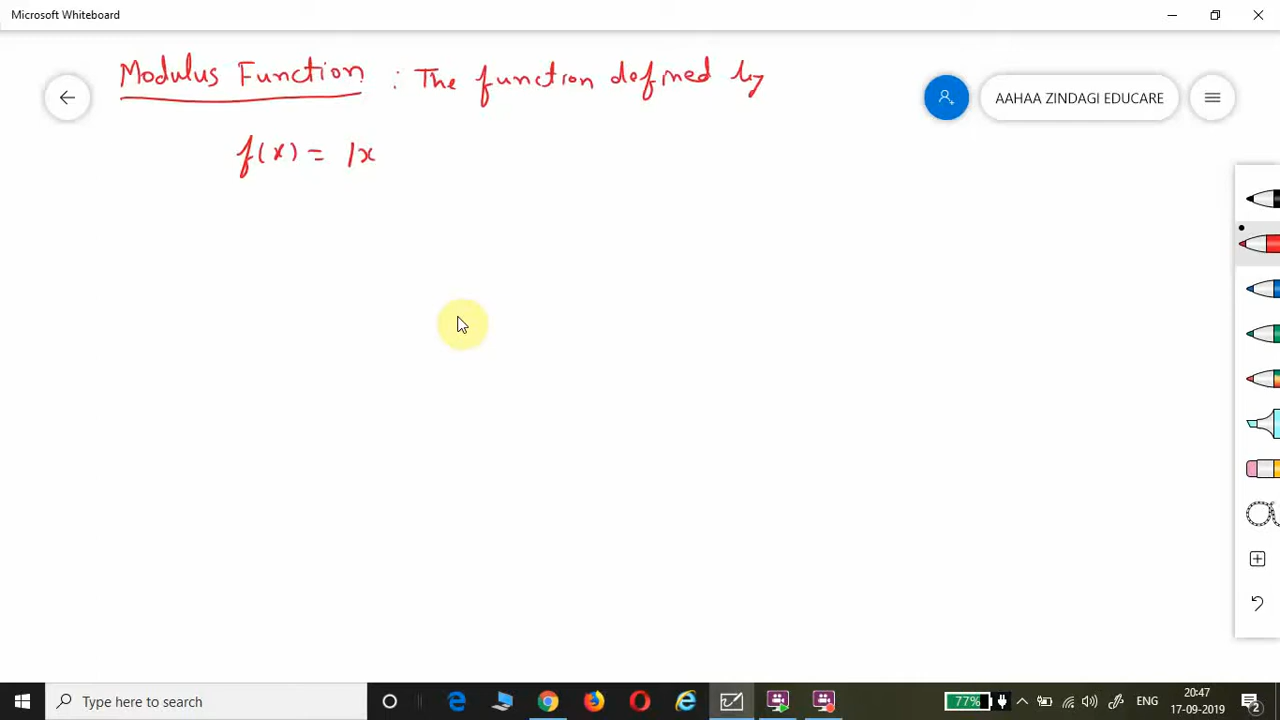 Microsoft Whiteboard
Modulus Function : The function defined by
AAHAA ZINDAGI EDUCARE
f(x) = |x
Type here to search
77%
ENG
20:47
17-09-2019
2